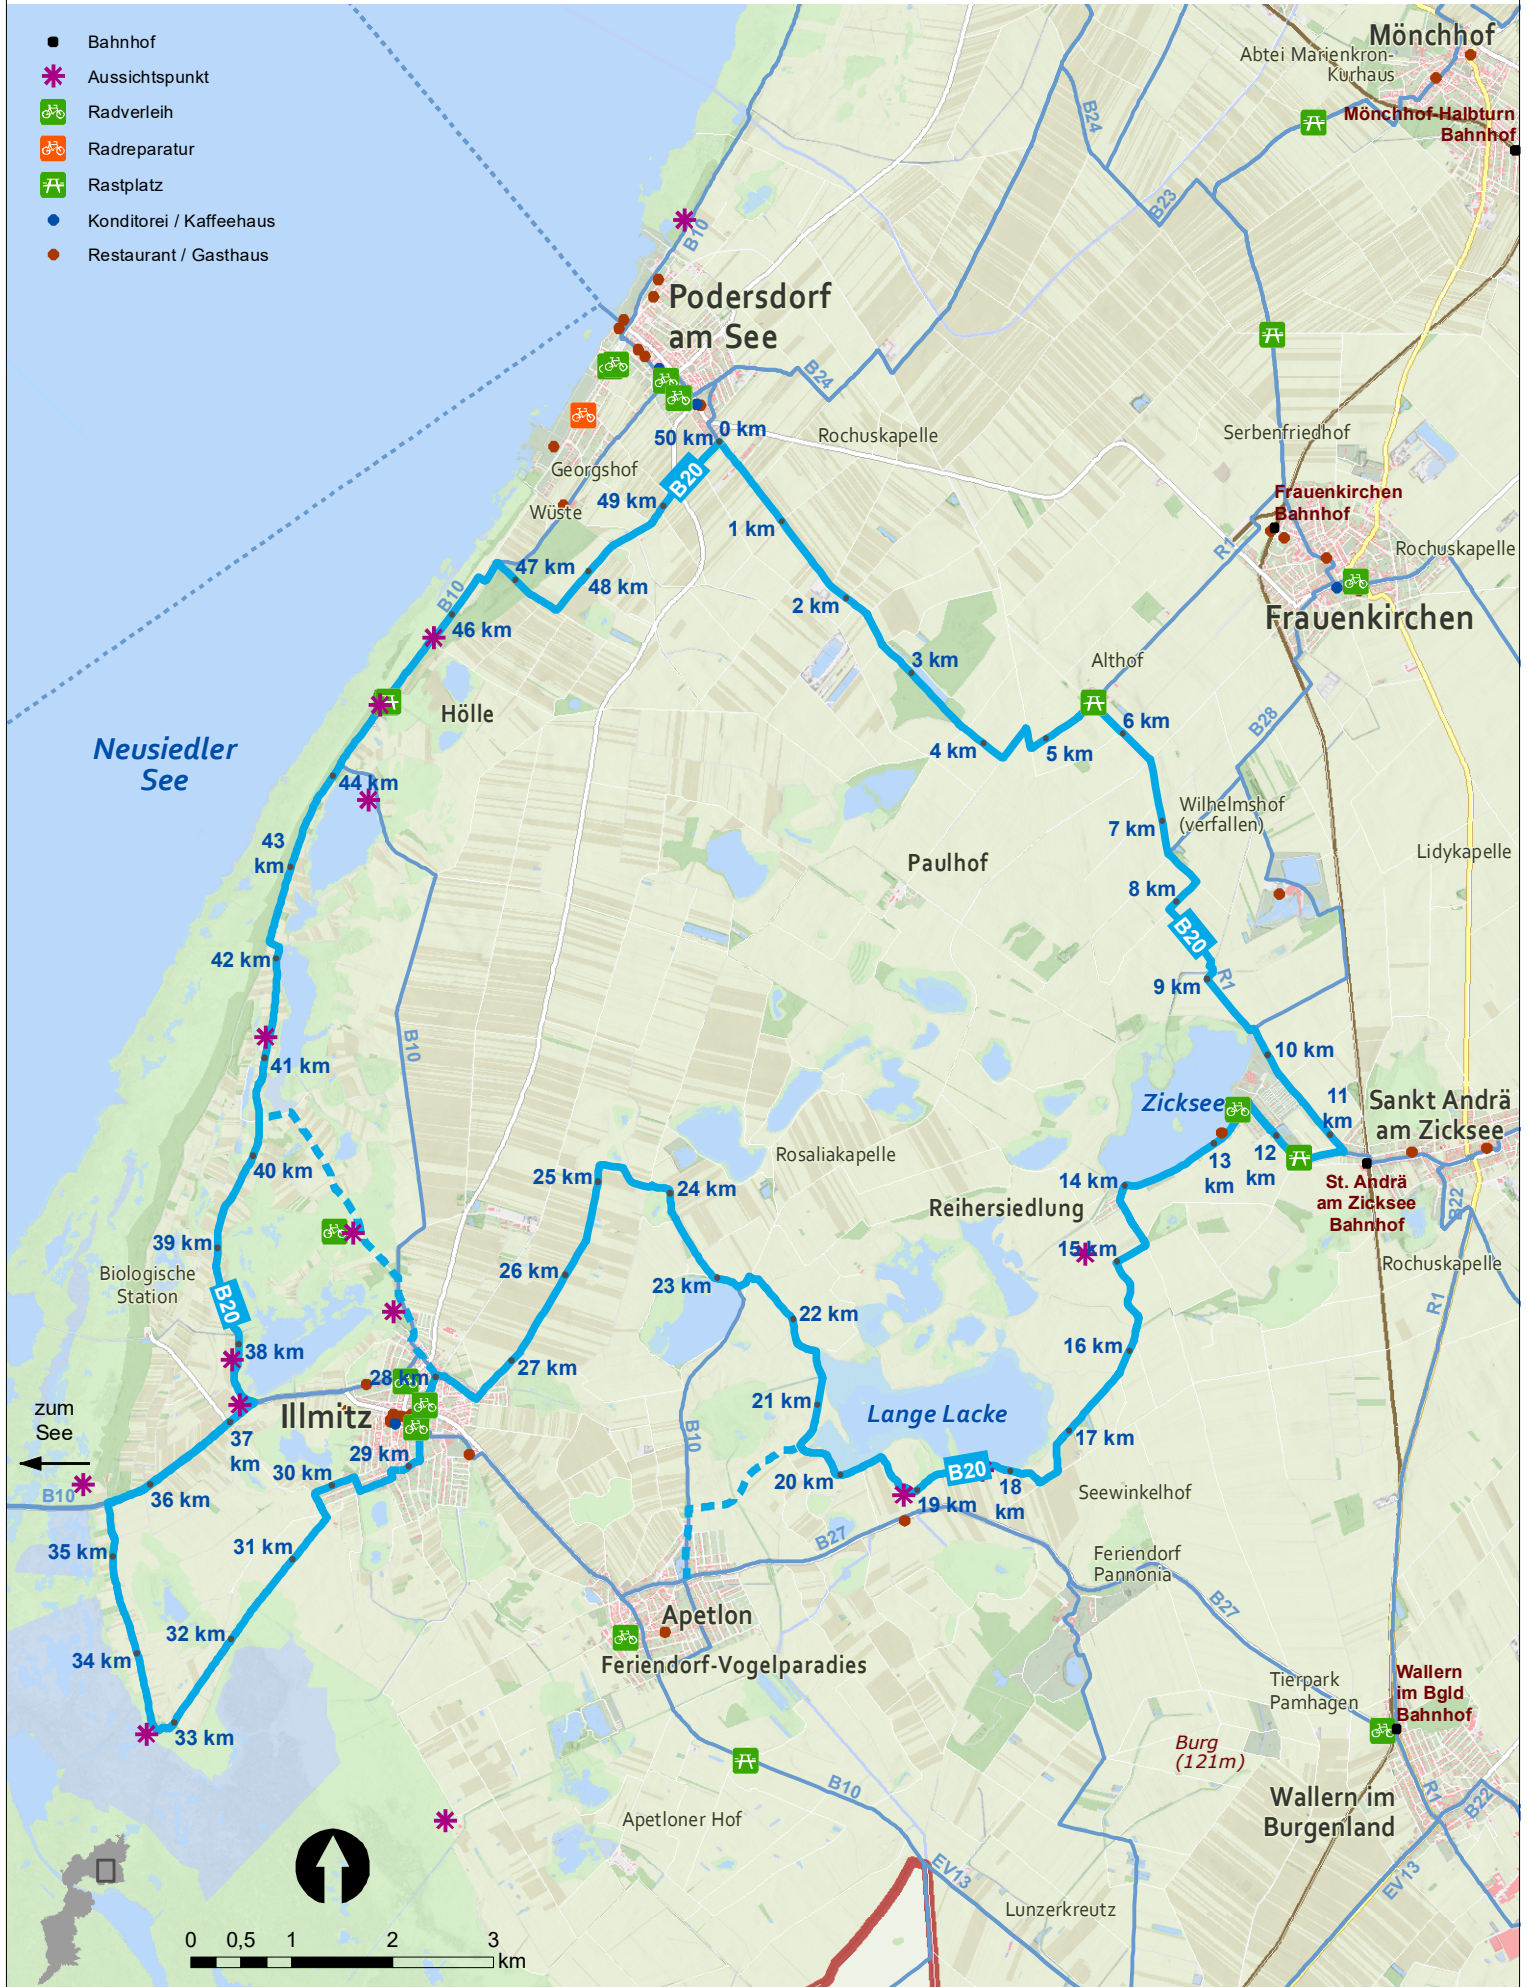 Bahnhof
Aussichtspunkt
Radverleih
Radreparatur
Rastplatz
Konditorei / Kaffeehaus
Restaurant / Gasthaus
Mönchhof
Abtei Marienkron-
Kurhaus
Mönchhof-Halbturn
Bahnhof
B24
B23
B10
Podersdorf
am See
B24
50 km
0 km
Rochuskapelle
Serbenfriedhof
Georgshof
B20
49 km
Wüste
1 km
Frauenkirchen
Bahnhof
R1
Rochuskapelle
47 km
48 km
B10
46 km
2 km
Frauenkirchen
3 km
Althof
Hölle
4 km
5 km
6 km
B28
Neusiedler
See
44 km
Wilhelmshof
(verfallen)
7 km
43
km
Paulhof
Lidykapelle
8 km
B20
42 km
9 km
R1
B10
41 km
10 km
Zicksee
11
km
Sankt Andrä
am Zicksee
40 km
Rosaliakapelle
12
km
13
km
14 km
25 km
24 km
St. Andrä
am Zicksee
Bahnhof
B22
Reihersiedlung
39 km
15 km
Biologische
Station
26 km
23 km
Rochuskapelle
B20
R1
22 km
38 km
16 km
27 km
28 km
21 km
Lange Lacke
zum
See
Illmitz
37
km
B10
17 km
29 km
30 km
20 km
B20
18
km
19 km
Seewinkelhof
B10
36 km
B27
31 km
35 km
Feriendorf
Pannonia
B27
Apetlon
32 km
34 km
Feriendorf-Vogelparadies
Wallern
im Bgld
Bahnhof
Tierpark
Pamhagen
33 km
Burg
(121m)
B10
Wallern im
Burgenland
R1
B22
Apetloner Hof
EV13
EV13
Lunzerkreutz
0 0,5 1 2 3
km